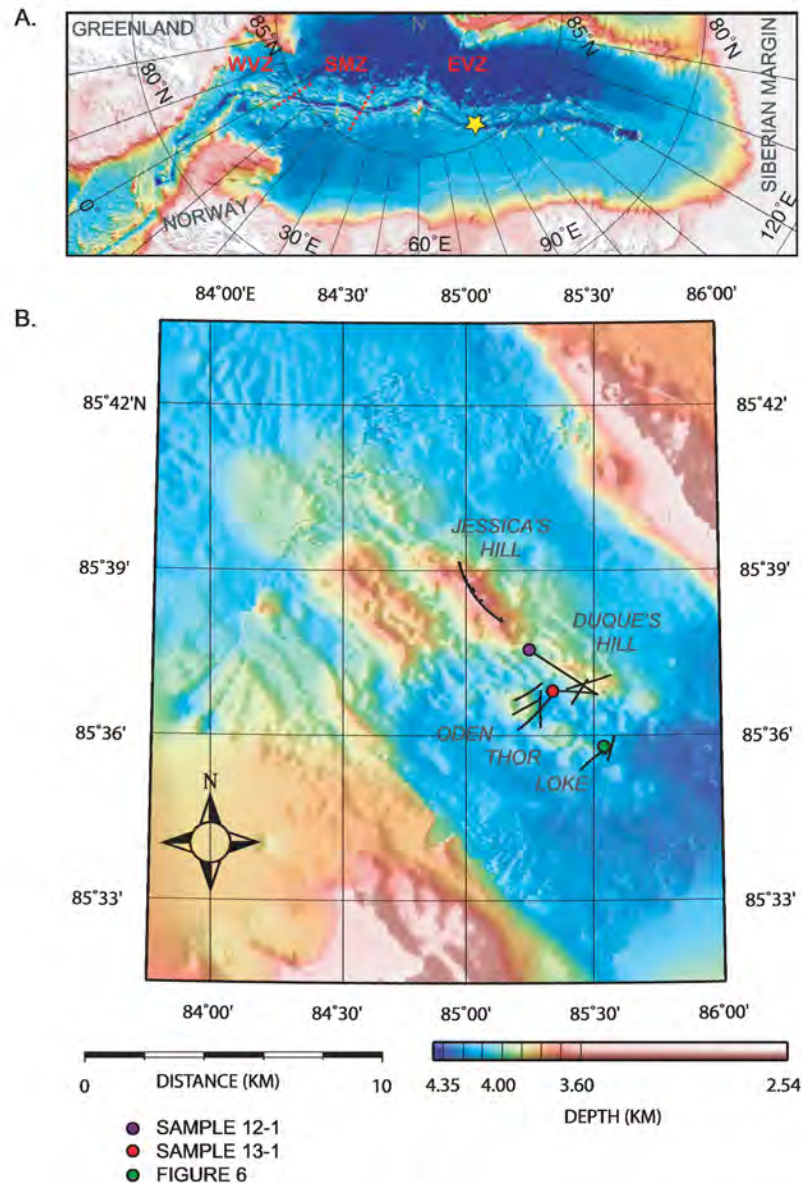 A.
GREENLAND
N
85°N
85°N
80°N
SIBERIAN MARGIN
WVZ
SMZ
EVZ
80°N
0°
NORWAY
30°E
60°E
90°E
120°E
84°00'E
84°30'
85°00'
85°30'
86°00'
B.
85°42'N
85°42'
JESSICA'S
HILL
85°39'
85°39'
DUQUE'S
HILL
85°36'
85°36'
ODEN
THOR
LOKE
N
85°33'
85°33'
84°00'
84°30'
85°00'
85°30'
86°00'
0
10
DISTANCE (KM)
4.35
4.00
3.60
2.54
DEPTH (KM)
SAMPLE 12-1
SAMPLE 13-1
FIGURE 6